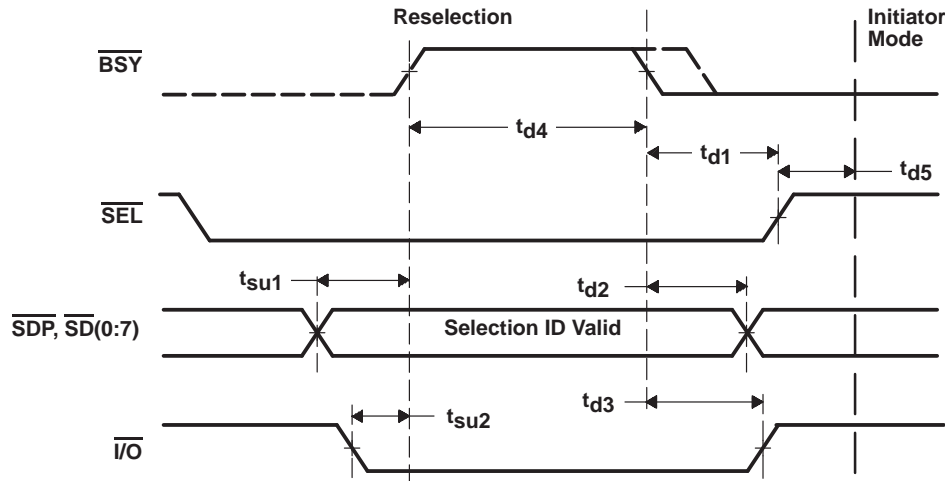 Reselection
Initiator
Mode
BSY
td4
td1
td5
SEL
tsu1
td2
SDP, SD(0:7)
Selection ID Valid
tsu2
td3
I/O